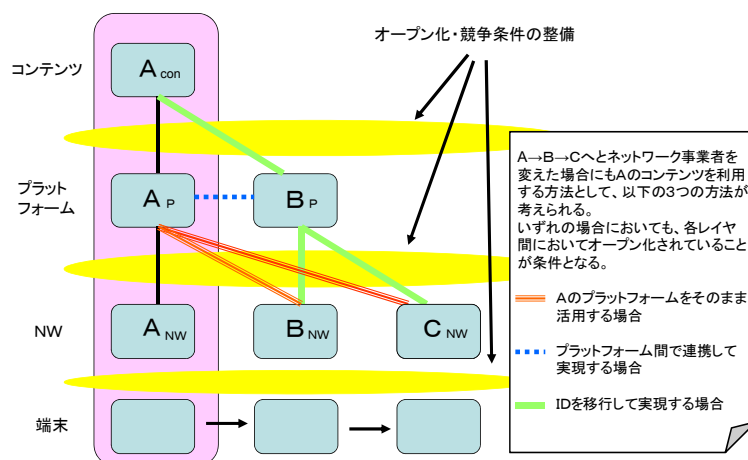 オープン化・競争条件の整備
コンテンツ
Ａcon
プラット
フォーム
ＡP
ＢP
NW
ＡNW
ＢNW
ＣNW
端末
A→B→Cへとネットワーク事業者を
変えた場合にもAのコンテンツを利用
する方法として、以下の3つの方法が
考えられる。
いずれの場合においても、各レイヤ
間においてオープン化されていること
が条件となる。
Aのプラットフォームをそのまま
活用する場合
プラットフォーム間で連携して
実現する場合
IDを移行して実現する場合